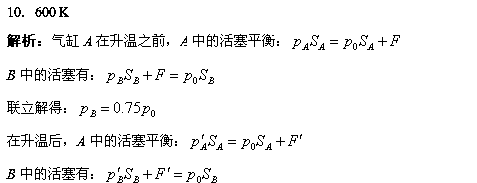 10. 600 K
解析：气缸 A 在升温之前，A 中的活塞平衡：p_A S_A = p_0 S_A + F
B 中的活塞有：p_B S_B + F = p_0 S_B
联立解得：p_B = 0.75p_0
在升温后，A 中的活塞平衡：p'_A S_A = p_0 S_A + F'
B 中的活塞有：p'_B S_B + F' = p_0 S_B